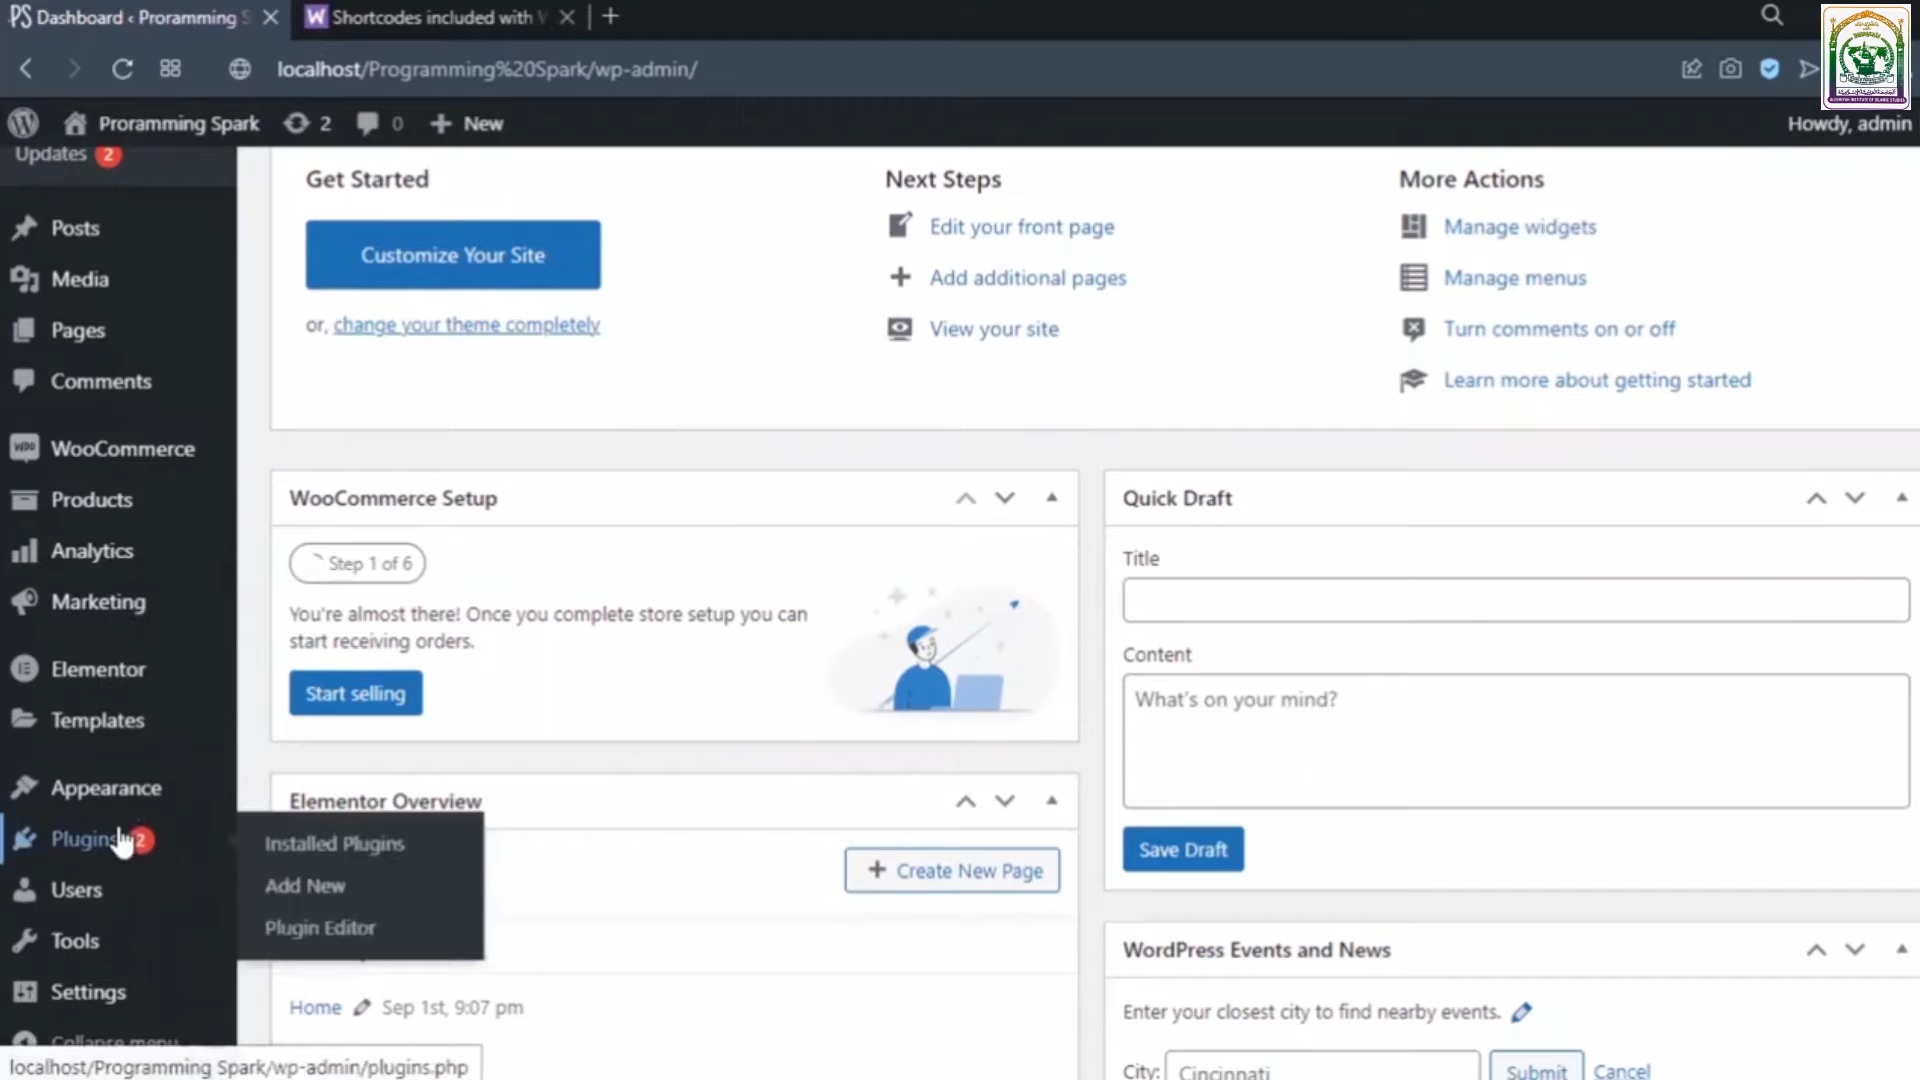 Dashboard ‹ Proramming S
Shortcodes included with
localhost/Programming%20Spark/wp-admin/
Proramming Spark 2 0 New
Howdy, admin
Updates 2
Posts
Media
Pages
Comments
WooCommerce
Products
Analytics
Marketing
Elementor
Templates
Appearance
Plugins 2
Users
Tools
Settings
Collapse menu
Installed Plugins
Add New
Plugin Editor
Get Started
Customize Your Site
or, change your theme completely
Next Steps
Edit your front page
Add additional pages
View your site
More Actions
Manage widgets
Manage menus
Turn comments on or off
Learn more about getting started
WooCommerce Setup
Step 1 of 6
You're almost there! Once you complete store setup you can
start receiving orders.
Start selling
Elementor Overview
Create New Page
Home Sep 1st, 9:07 pm
Quick Draft
Title
Content
What's on your mind?
Save Draft
WordPress Events and News
Enter your closest city to find nearby events.
City: Cincinnati Submit Cancel
localhost/Programming Spark/wp-admin/plugins.php